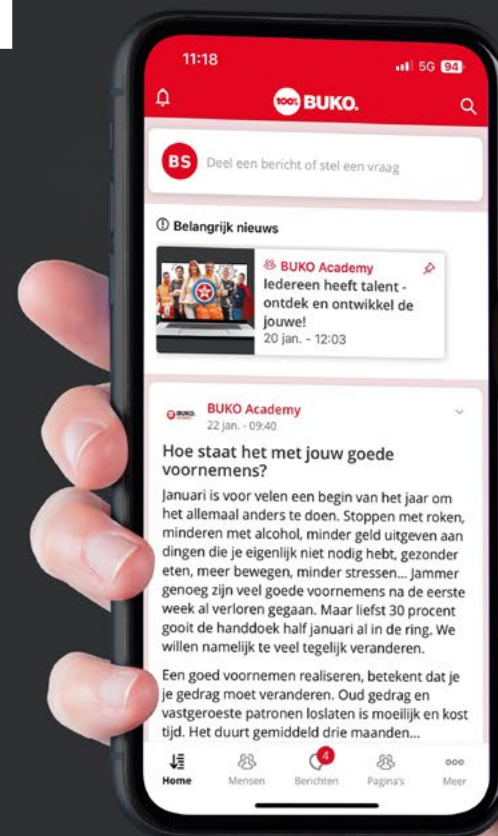 11:18
5G 94
100% BUKO.
BS
Deel een bericht of stel een vraag
Belangrijk nieuws
BUKO Academy
Iedereen heeft talent -
ontdek en ontwikkel de
jouwe!
20 jan. - 12:03
BUKO
BUKO Academy
22 jan. - 09:40
Hoe staat het met jouw goede
voornemens?
Januari is voor velen een begin van het jaar om
het allemaal anders te doen. Stoppen met roken,
minderen met alcohol, minder geld uitgeven aan
dingen die je eigenlijk niet nodig hebt, gezonder
eten, meer bewegen, minder stressen... Jammer
genoeg zijn veel goede voornemens na de eerste
week al verloren gegaan. Maar liefst 30 procent
gooit de handdoek half januari al in de ring. We
willen namelijk te veel tegelijk veranderen.
Een goed voornemen realiseren, betekent dat je
je gedrag moet veranderen. Oud gedrag en
vastgeroeste patronen loslaten is moeilijk en kost
tijd. Het duurt gemiddeld drie maanden...
4
Home Mensen Berichten Pagina's Meer